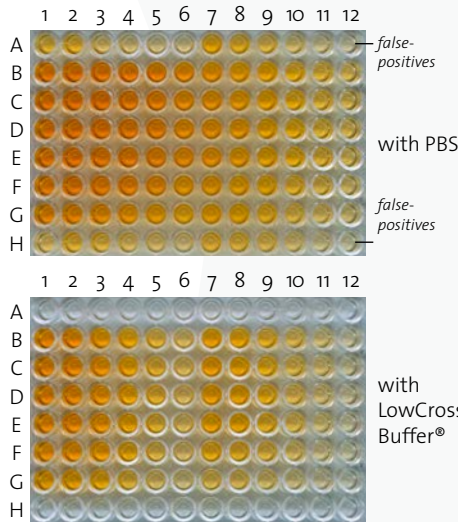 1 2 3 4 5 6 7 8 9 10 11 12
A
B
C
D
E
F
G
H
false-
positives
with PBS
false-
positives
1 2 3 4 5 6 7 8 9 10 11 12
A
B
C
D
E
F
G
H
with
LowCross
Buffer®